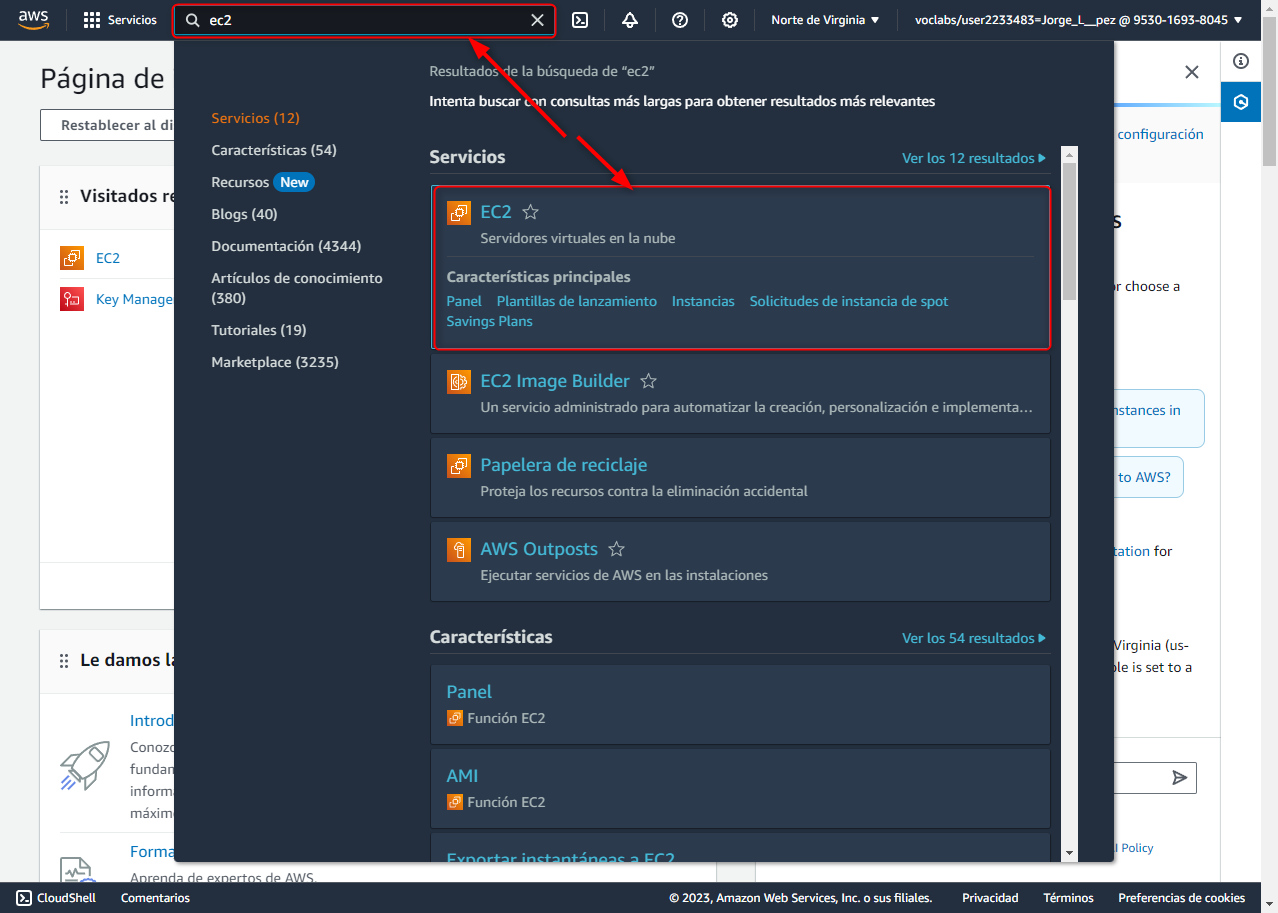 aws
Servicios
ec2
Norte de Virginia
voclabs/user2233483=Jorge_L__pez @ 9530-1693-8045
Página de
Restablecer al di
Visitados re
EC2
Key Manage
Resultados de la búsqueda de “ec2”
Intenta buscar con consultas más largas para obtener resultados más relevantes
Servicios (12)
Características (54)
Recursos New
Blogs (40)
Documentación (4344)
Artículos de conocimiento
(380)
Tutoriales (19)
Marketplace (3235)
Servicios
Ver los 12 resultados
EC2
Servidores virtuales en la nube
Características principales
Panel Plantillas de lanzamiento Instancias Solicitudes de instancia de spot
Savings Plans
EC2 Image Builder
Un servicio administrado para automatizar la creación, personalización e implementa…
Papelera de reciclaje
Proteja los recursos contra la eliminación accidental
AWS Outposts
Ejecutar servicios de AWS en las instalaciones
Características
Ver los 54 resultados
Panel
Función EC2
AMI
Función EC2
Exportar instantáneas a EC2
configuración
s
or choose a
nstances in
to AWS?
tation for
Virginia (us-
ble is set to a
l Policy
Le damos la
Introd
Conozc
fundan
informa
máxim
Forma
Aprenda de expertos de AWS.
CloudShell
Comentarios
© 2023, Amazon Web Services, Inc. o sus filiales.
Privacidad
Términos
Preferencias de cookies